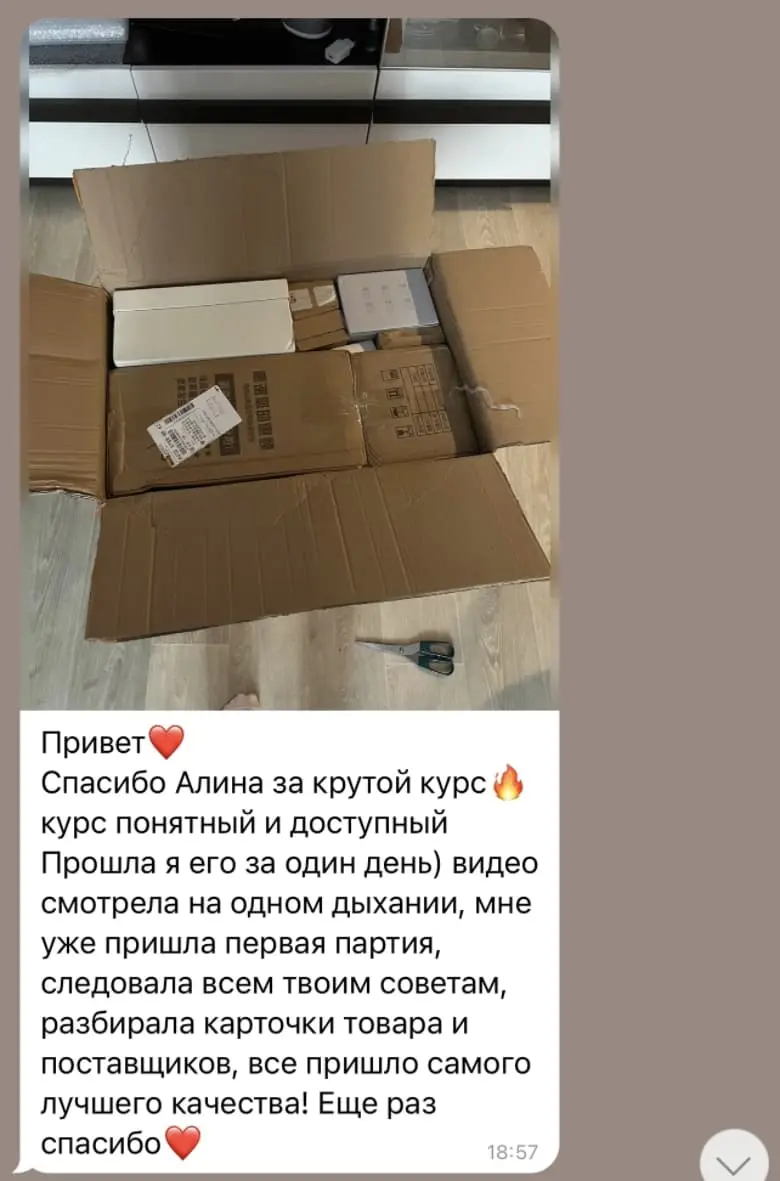 Привет❤️
Спасибо Алина за крутой курс🔥
курс понятный и доступный
Прошла я его за один день) видео
смотрела на одном дыхании, мне
уже пришла первая партия,
следовала всем твоим советам,
разбирала карточки товара и
поставщиков, все пришло самого
лучшего качества! Еще раз
спасибо❤️
18:57